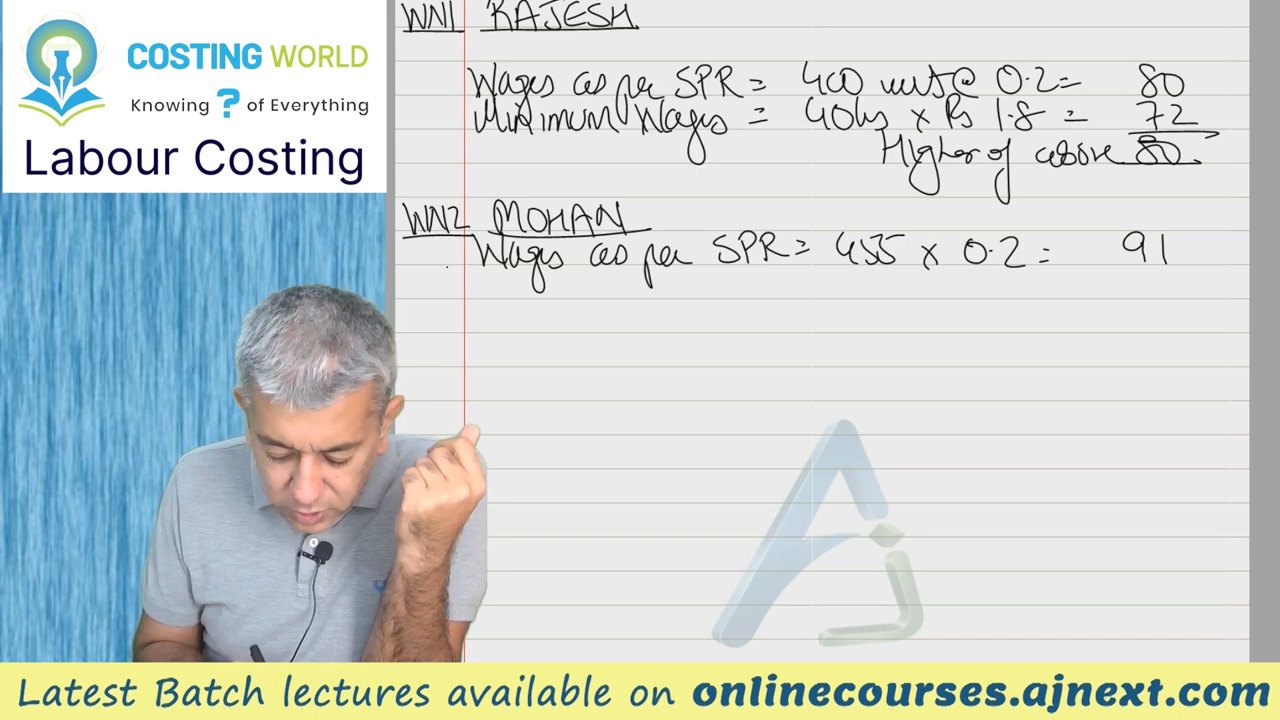 COSTING WORLD
Knowing ? of Everything
Labour Costing
WN1 RAJESH
Wages as per SPR = 400 unit @ 0.2 = 80
Minimum Wages = 40hrs x Rs 1.8 = 72
Higher of above 80
WN2 MOHAN
Wages as per SPR = 455 x 0.2 = 91
Latest Batch lectures available on onlinecourses.ajnext.com